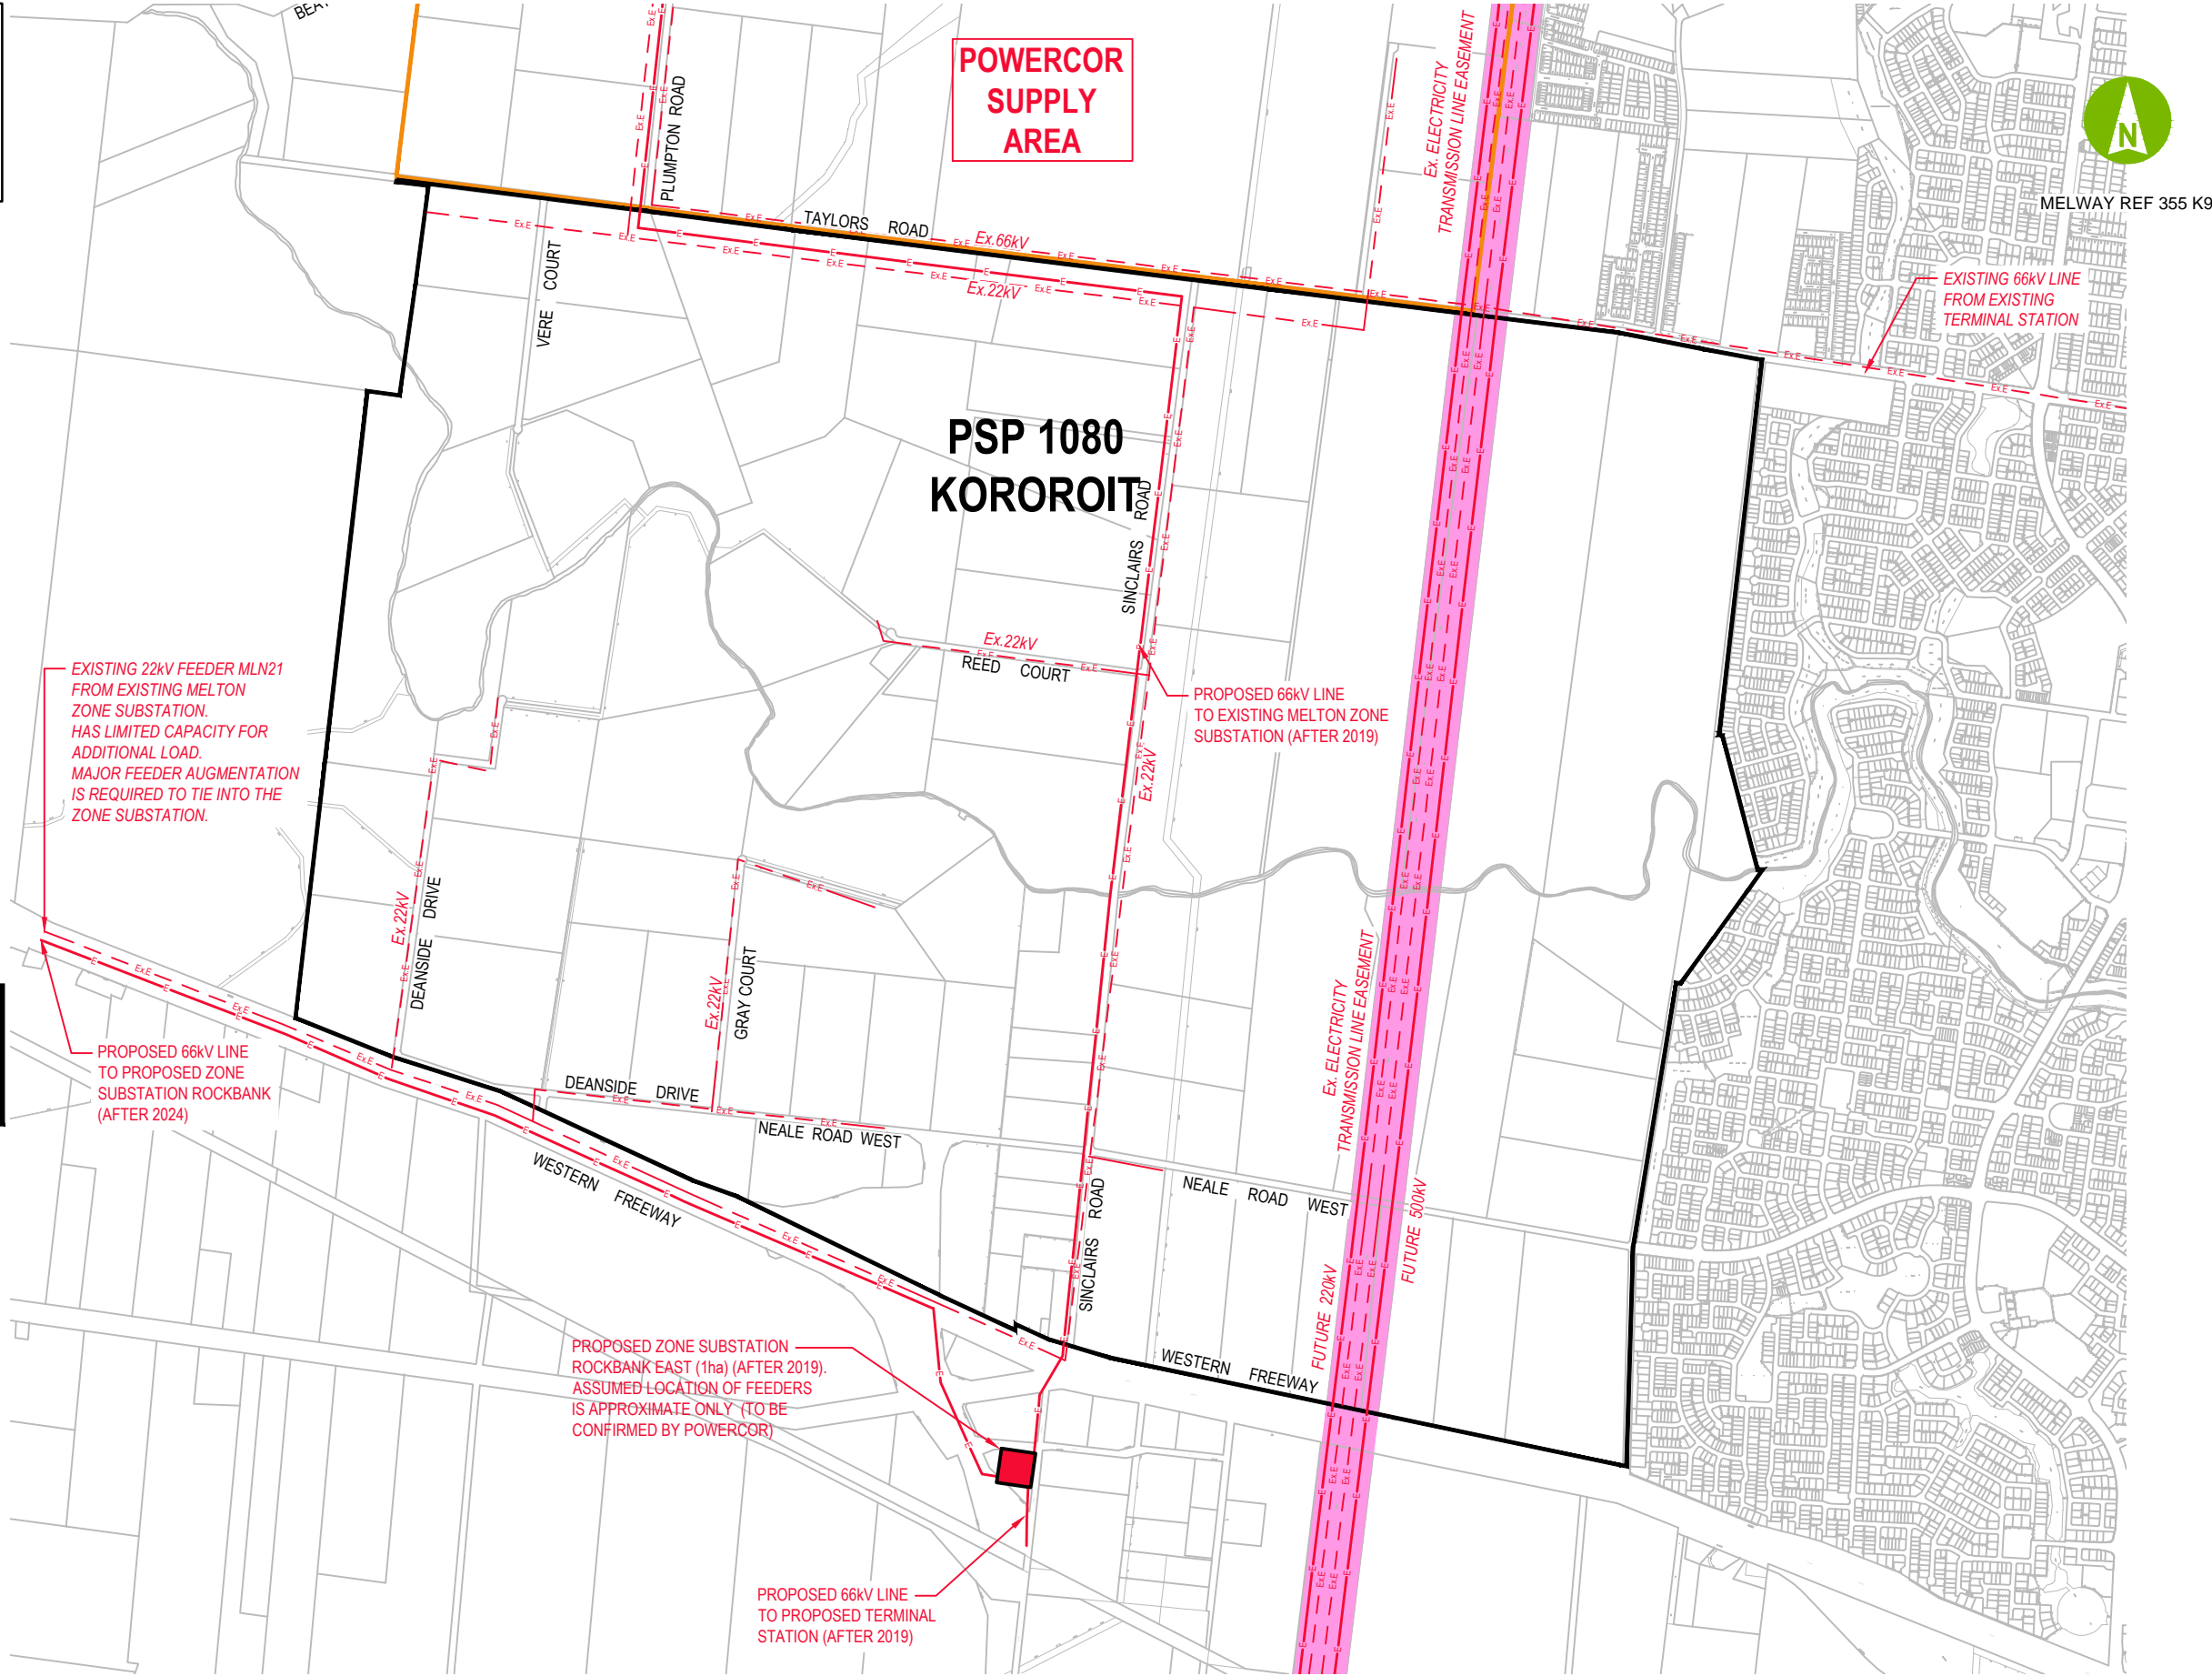 POWERCOR
SUPPLY
AREA
N
MELWAY REF 355 K9
PLUMPTON ROAD
Ex. ELECTRICITY
TRANSMISSION LINE EASEMENT
TAYLORS ROAD
Ex.66kV
Ex.22kV
VERE COURT
EXISTING 66kV LINE
FROM EXISTING
TERMINAL STATION
PSP 1080
KOROROIT
SINCLAIRS ROAD
Ex.22kV
REED COURT
EXISTING 22kV FEEDER MLN21
FROM EXISTING MELTON
ZONE SUBSTATION.
HAS LIMITED CAPACITY FOR
ADDITIONAL LOAD.
MAJOR FEEDER AUGMENTATION
IS REQUIRED TO TIE INTO THE
ZONE SUBSTATION.
PROPOSED 66kV LINE
TO EXISTING MELTON ZONE
SUBSTATION (AFTER 2019)
Ex.22kV
Ex.22kV
DEANSIDE DRIVE
Ex.22kV
GRAY COURT
Ex. ELECTRICITY
TRANSMISSION LINE EASEMENT
PROPOSED 66kV LINE
TO PROPOSED ZONE
SUBSTATION ROCKBANK
(AFTER 2024)
DEANSIDE DRIVE
NEALE ROAD WEST
WESTERN FREEWAY
SINCLAIRS ROAD
NEALE ROAD WEST
FUTURE 500kV
FUTURE 220kV
PROPOSED ZONE SUBSTATION
ROCKBANK EAST (1ha) (AFTER 2019).
ASSUMED LOCATION OF FEEDERS
IS APPROXIMATE ONLY (TO BE
CONFIRMED BY POWERCOR)
WESTERN FREEWAY
PROPOSED 66kV LINE
TO PROPOSED TERMINAL
STATION (AFTER 2019)